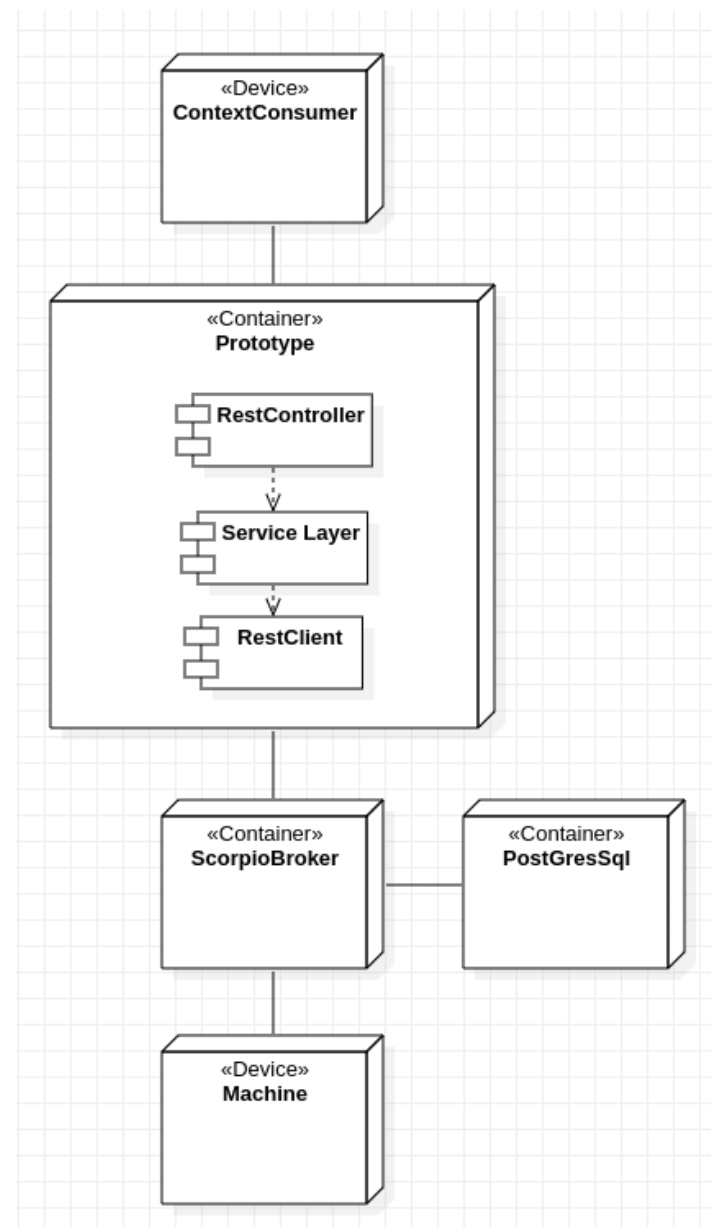 «Device»
ContextConsumer
«Container»
Prototype
RestController
Service Layer
RestClient
«Container»
ScorpioBroker
«Container»
PostGresSql
«Device»
Machine